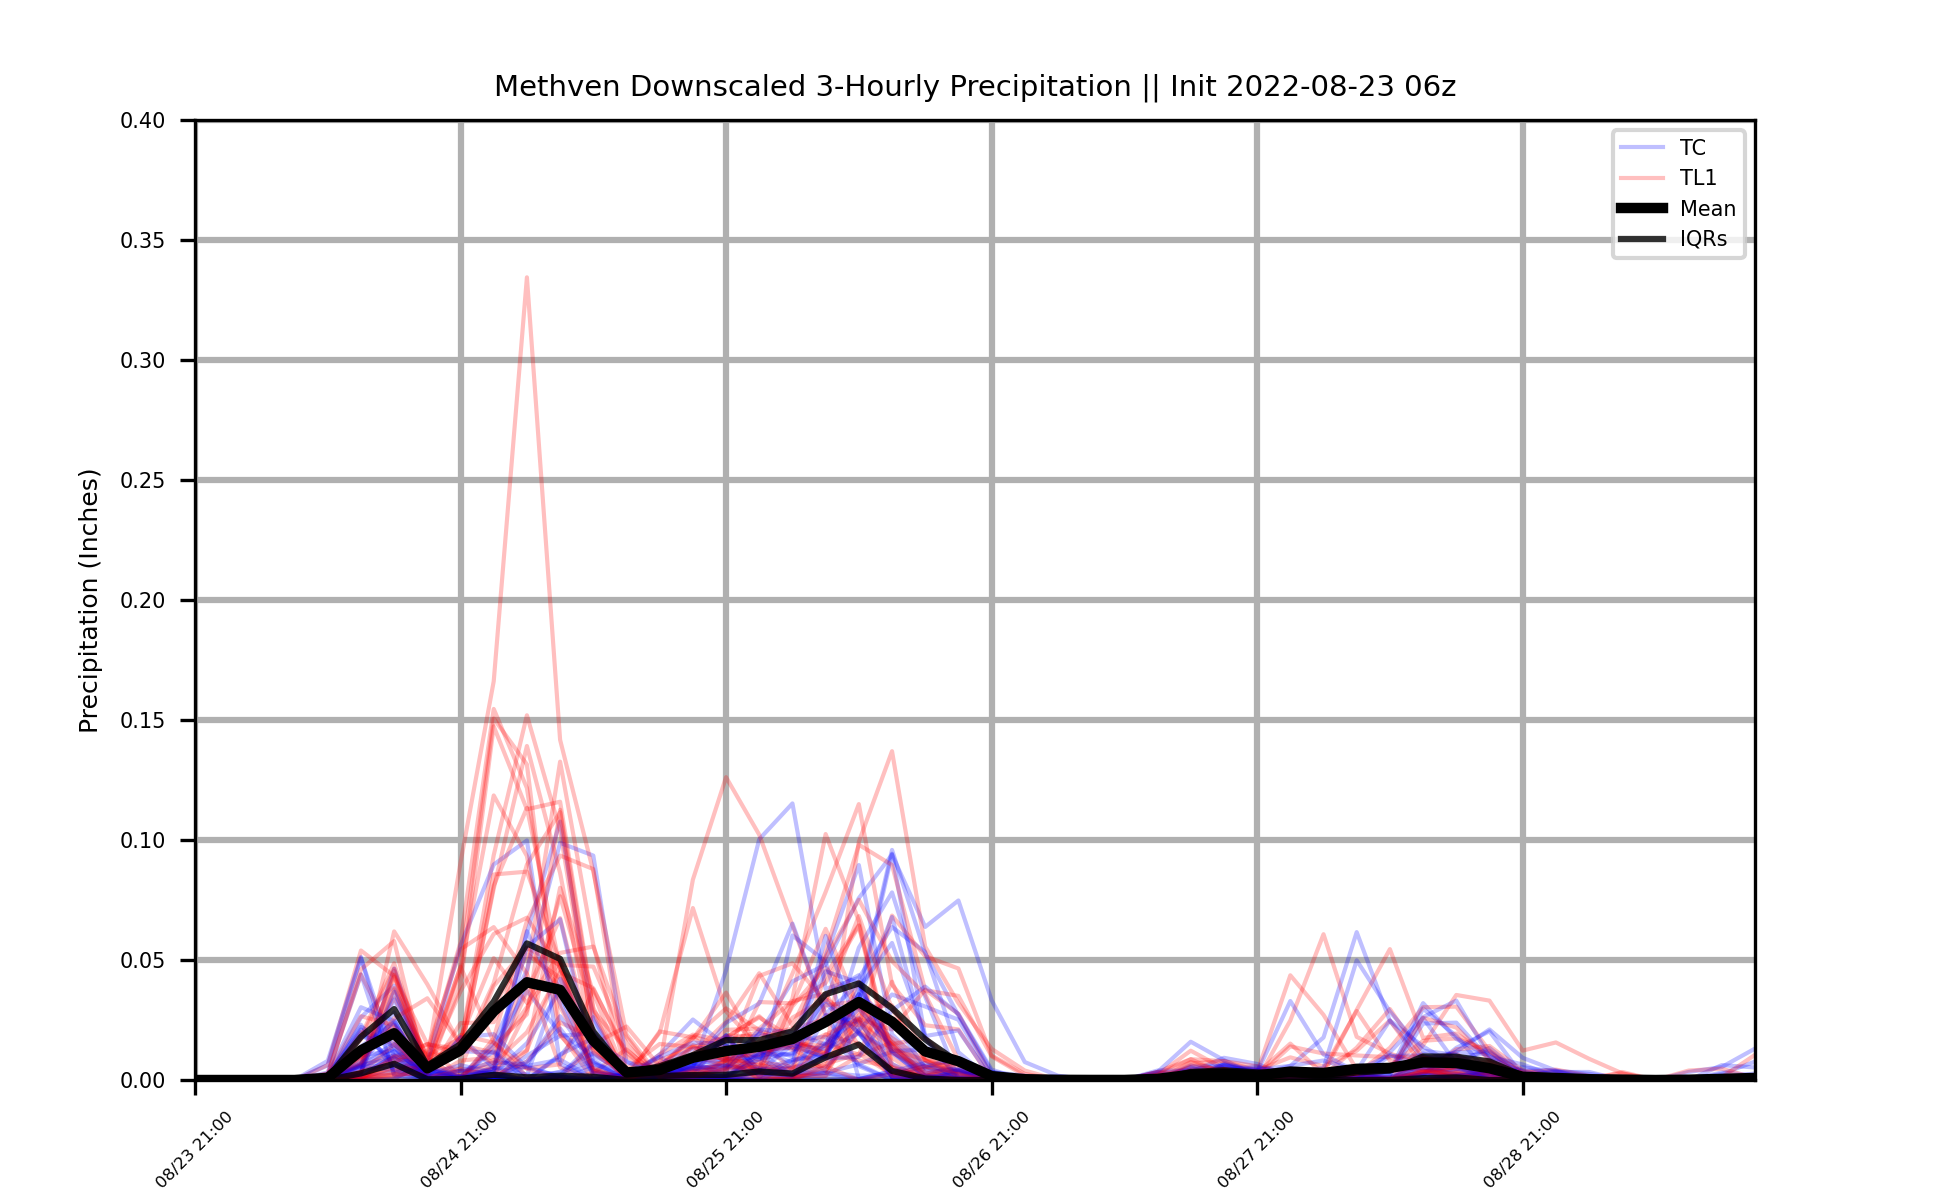 Methven Downscaled 3-Hourly Precipitation || Init 2022-08-23 06z
0.40
0.35
0.30
0.25
0.20
0.15
0.10
0.05
0.00
Precipitation (Inches)
TC
TL1
Mean
IQRs
08/23 21:00
08/24 21:00
08/25 21:00
08/26 21:00
08/27 21:00
08/28 21:00